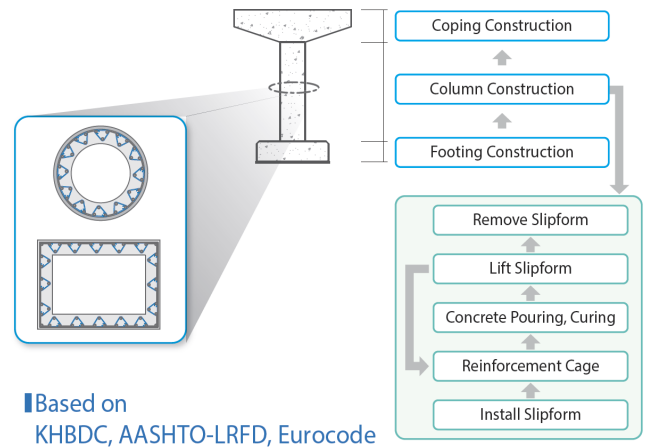 Coping Construction
Column Construction
Footing Construction
Remove Slipform
Lift Slipform
Concrete Pouring, Curing
Reinforcement Cage
Install Slipform
Based on
KHBDC, AASHTO-LRFD, Eurocode